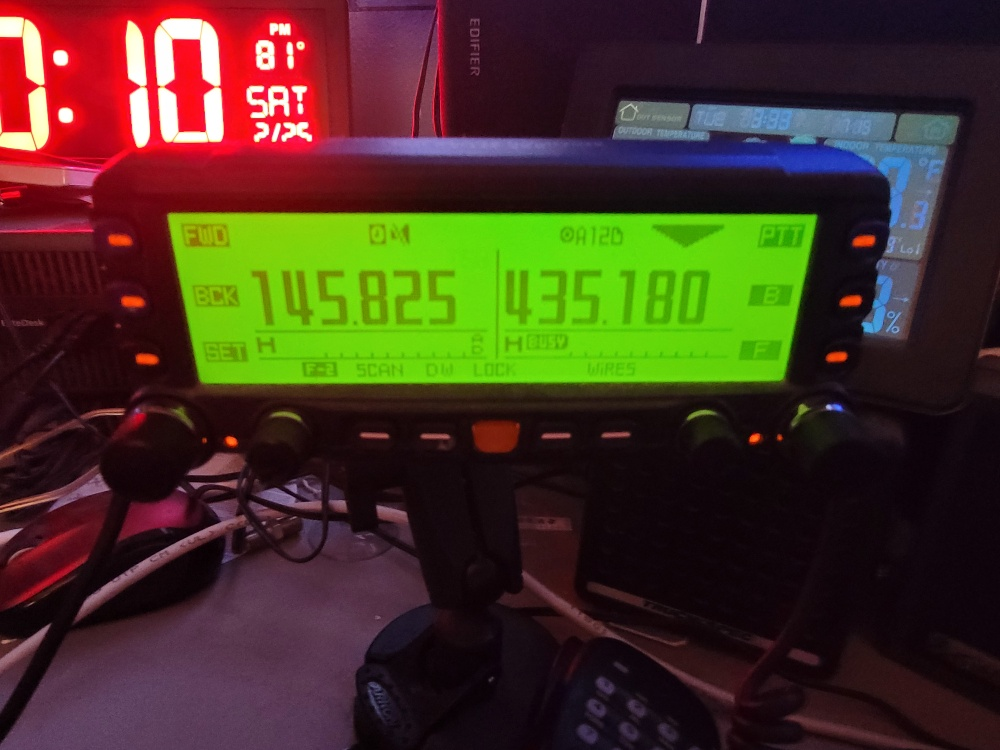 0:10
PM
81°
SAT
2/25
EDIFIER
OUT SENSOR
TUE
OUTDOOR TEMPERATURE
°F
FWD
A12D
PTT
BCK
145.825
435.180
B
SET
H
A
H
BUSY
F
F-2 SCAN DW LOCK WIRES